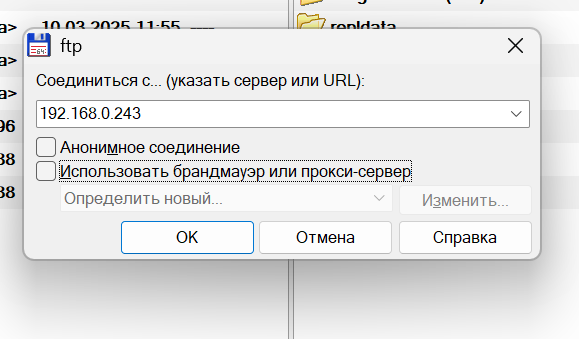 а> 10.03.2025 11:55 ----
repldata
ftp
а>
Соединиться с... (указать сервер или URL):
а>
192.168.0.243
96
Анонимное соединение
38
Использовать брандмауэр или прокси-сервер
38
Определить новый...
Изменить...
OK
Отмена
Справка